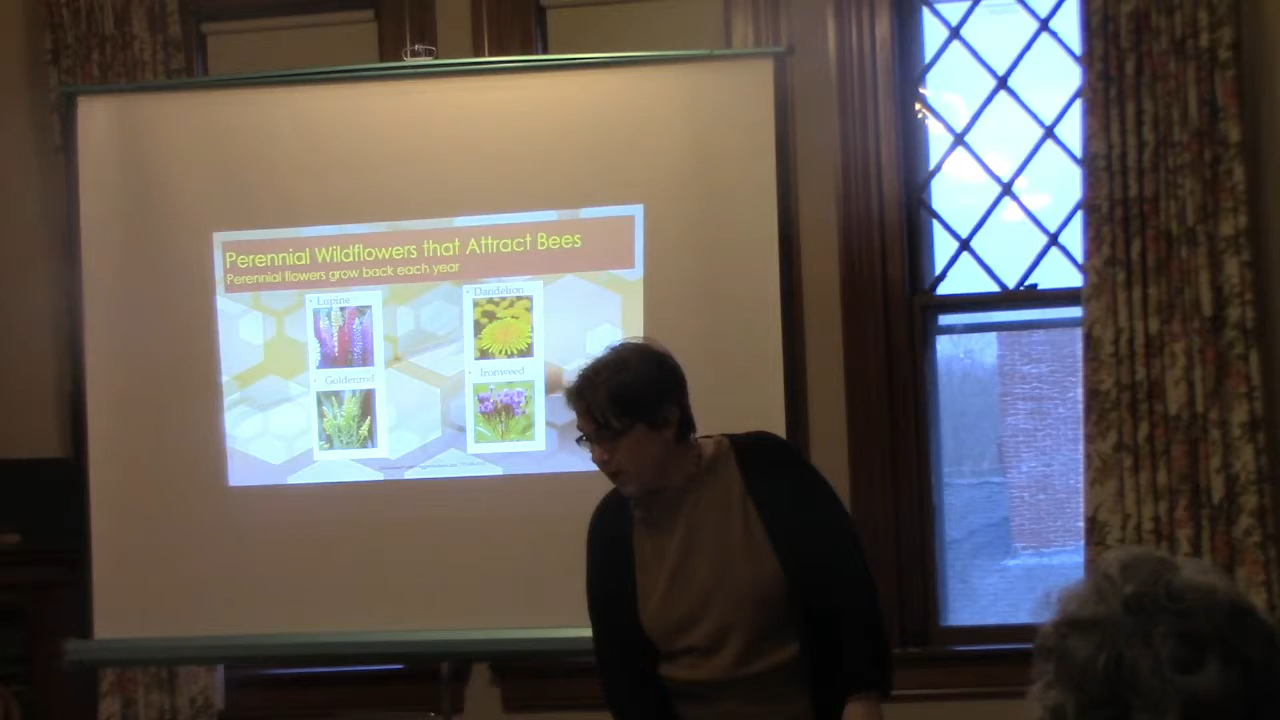 Perennial Wildflowers that Attract Bees
Perennial flowers grow back each year
• Lupine
• Dandelion
• Goldenrod
• Ironweed